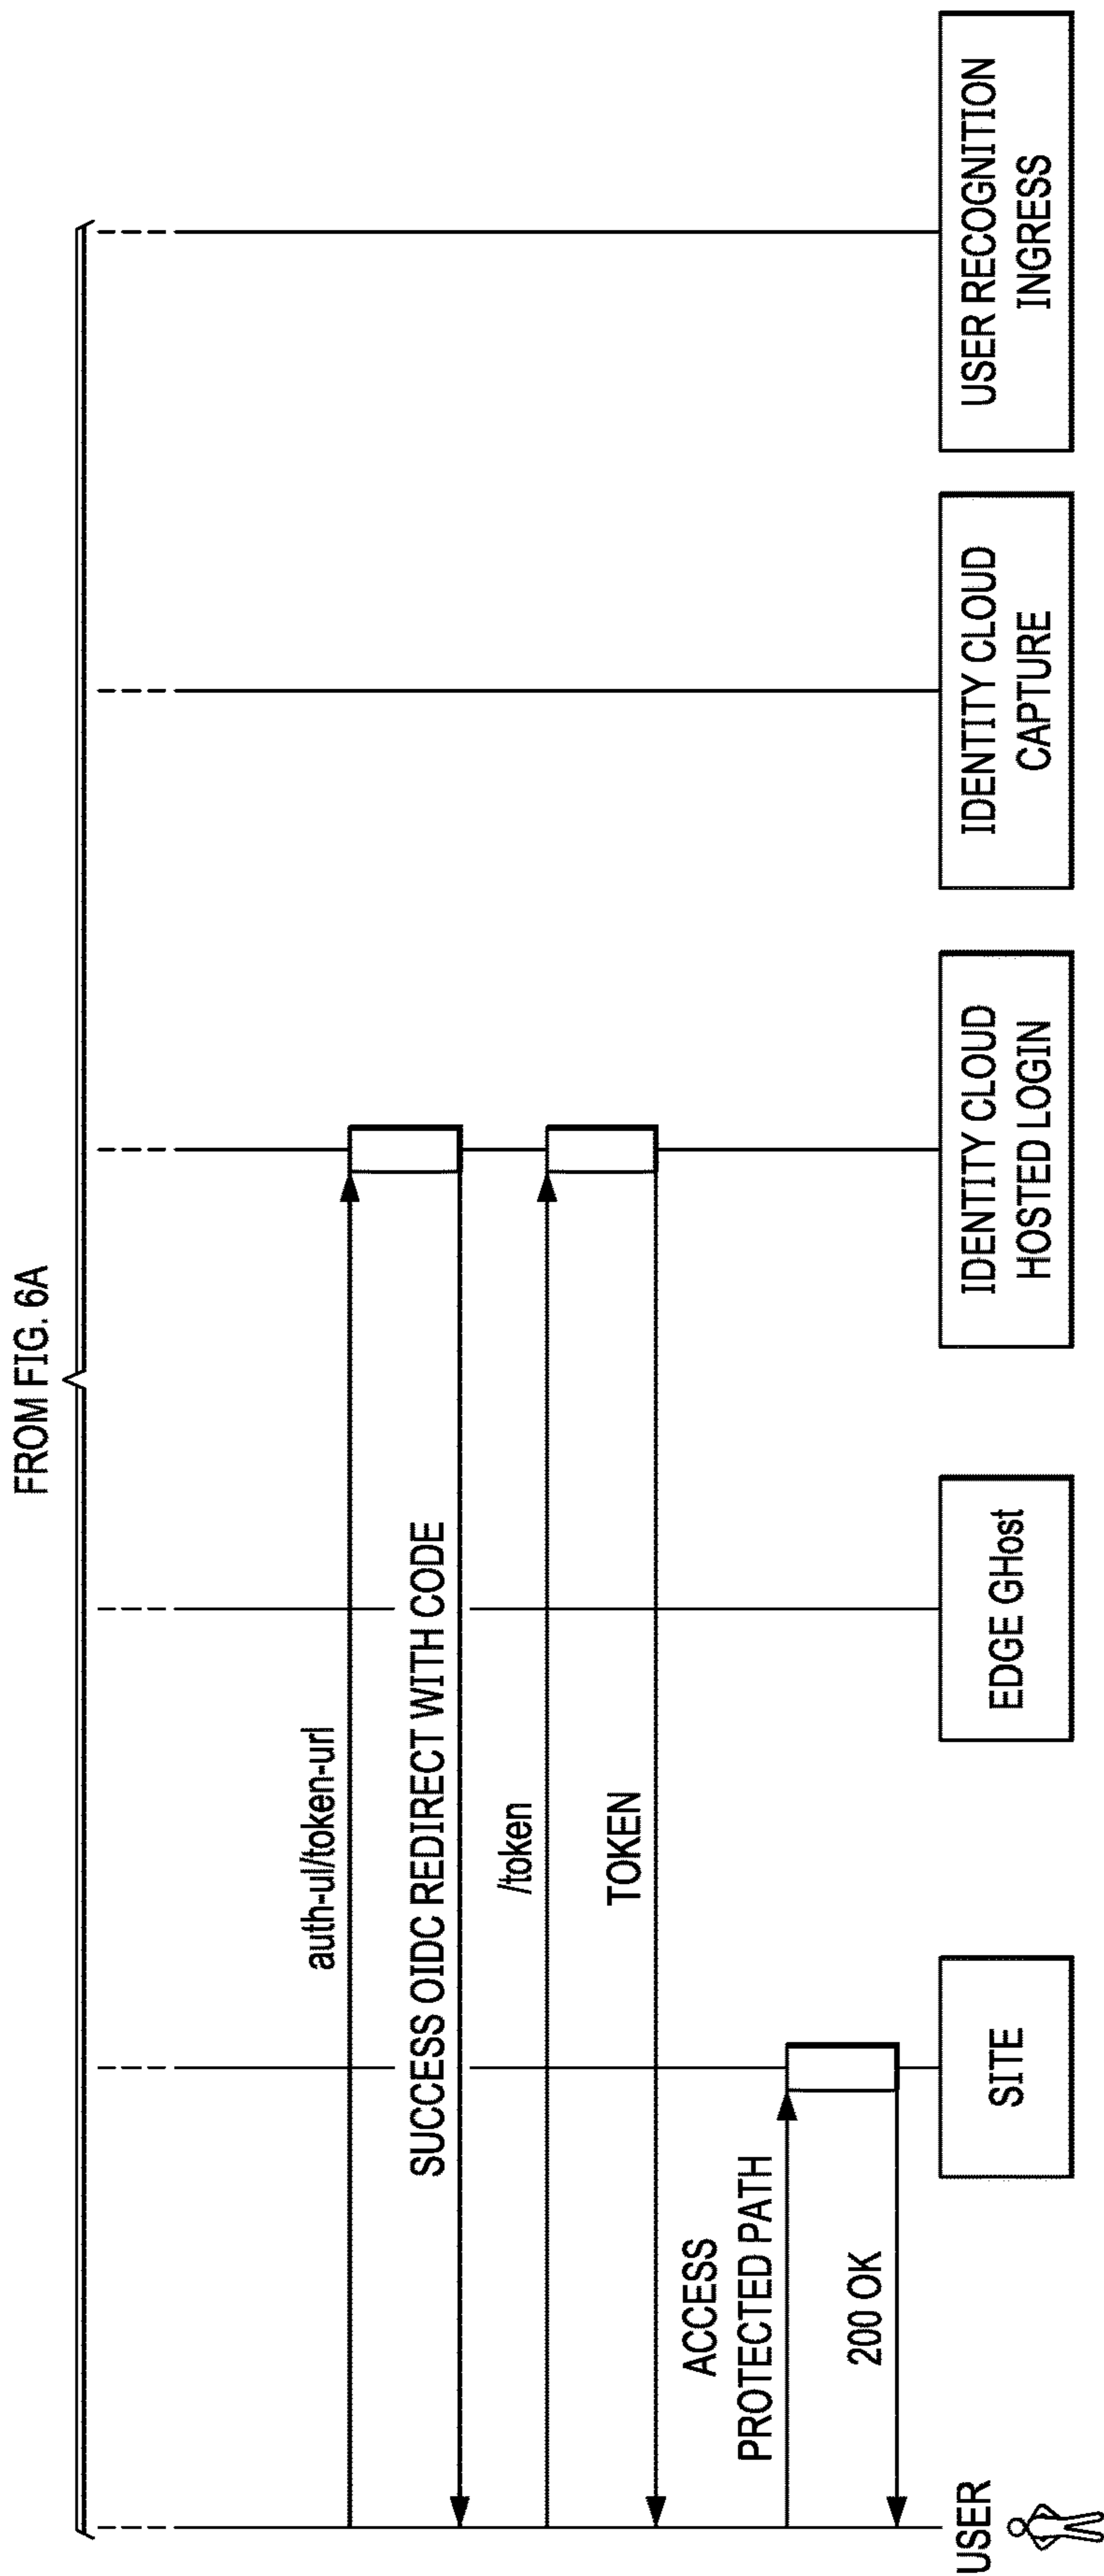 FROM FIG. 6A
auth-ul/token-url
SUCCESS OIDC REDIRECT WITH CODE
/token
TOKEN
ACCESS
PROTECTED PATH
200 OK
USER
SITE
EDGE GHost
IDENTITY CLOUD
HOSTED LOGIN
IDENTITY CLOUD
CAPTURE
USER RECOGNITION
INGRESS